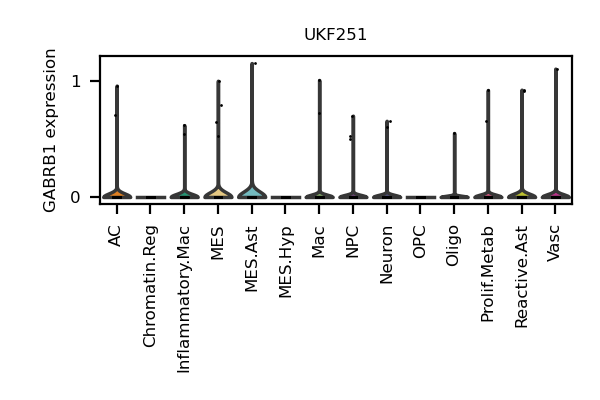 UKF251
GABRB1 expression
1
0
AC
Chromatin.Reg
Inflammatory.Mac
MES
MES.Ast
MES.Hyp
Mac
NPC
Neuron
OPC
Oligo
Prolif.Metab
Reactive.Ast
Vasc